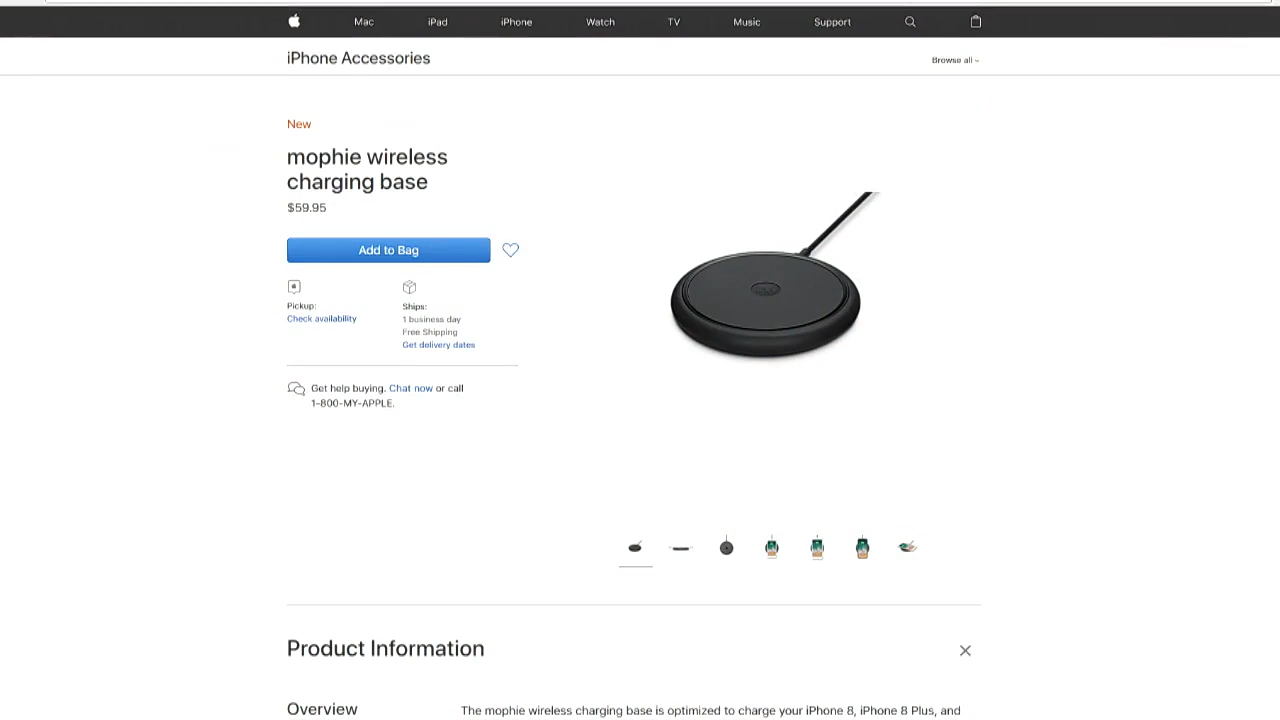 Mac iPad iPhone Watch TV Music Support
iPhone Accessories
Browse all
New
mophie wireless
charging base
$59.95
Add to Bag
Pickup:
Check availability
Ships:
1 business day
Free Shipping
Get delivery dates
Get help buying. Chat now or call
1-800-MY-APPLE.
Product Information
Overview
The mophie wireless charging base is optimized to charge your iPhone 8, iPhone 8 Plus, and